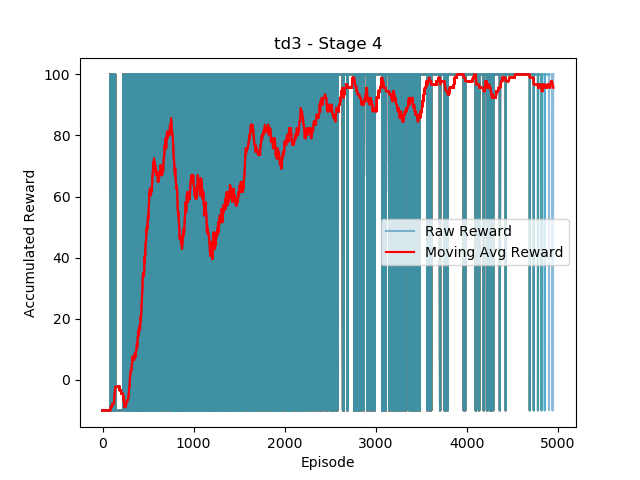 td3 - Stage 4
100
80
60
40
20
0
Accumulated Reward
Raw Reward
Moving Avg Reward
0 1000 2000 3000 4000 5000
Episode